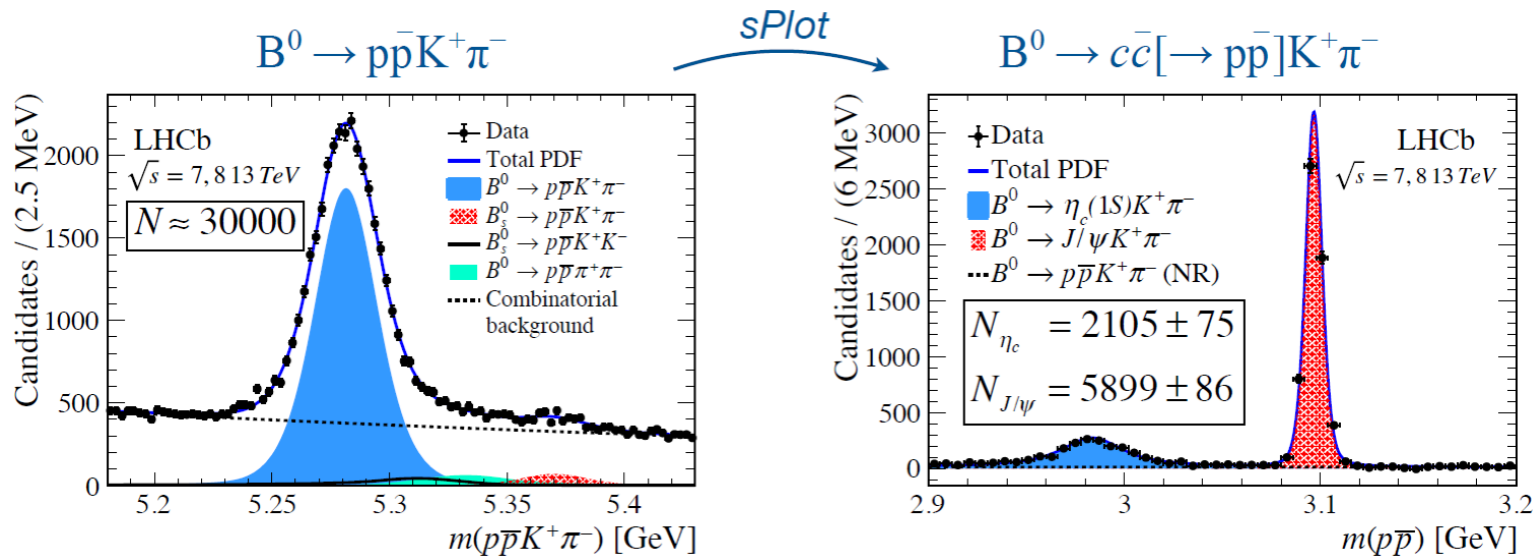 sPlot
B⁰ → pp̄K⁺π⁻
B⁰ → cc̄[→ pp̄]K⁺π⁻
Candidates / (2.5 MeV)
2000
1500
1000
500
0
LHCb
√s = 7, 8 13 TeV
N ≈ 30000
Data
Total PDF
B⁰ → pp̄K⁺π⁻
B⁰ₛ → pp̄K⁺π⁻
B⁰ₛ → pp̄K⁺K⁻
B⁰ → pp̄π⁺π⁻
Combinatorial
background
5.2
5.25
5.3
5.35
5.4
m(pp̄K⁺π⁻) [GeV]
Candidates / (6 MeV)
3000
2500
2000
1500
1000
500
0
Data
Total PDF
B⁰ → η_c(1S)K⁺π⁻
B⁰ → J/ψK⁺π⁻
B⁰ → pp̄K⁺π⁻ (NR)
LHCb
√s = 7, 8 13 TeV
N_η_c = 2105 ± 75
N_J/ψ = 5899 ± 86
2.9
3
3.1
3.2
m(pp̄) [GeV]